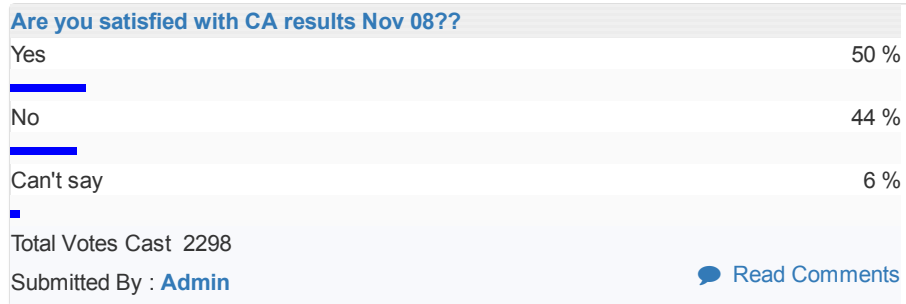 Are you satisfied with CA results Nov 08??
Yes 50 %
No 44 %
Can't say 6 %
Total Votes Cast 2298
Submitted By : Admin Read Comments